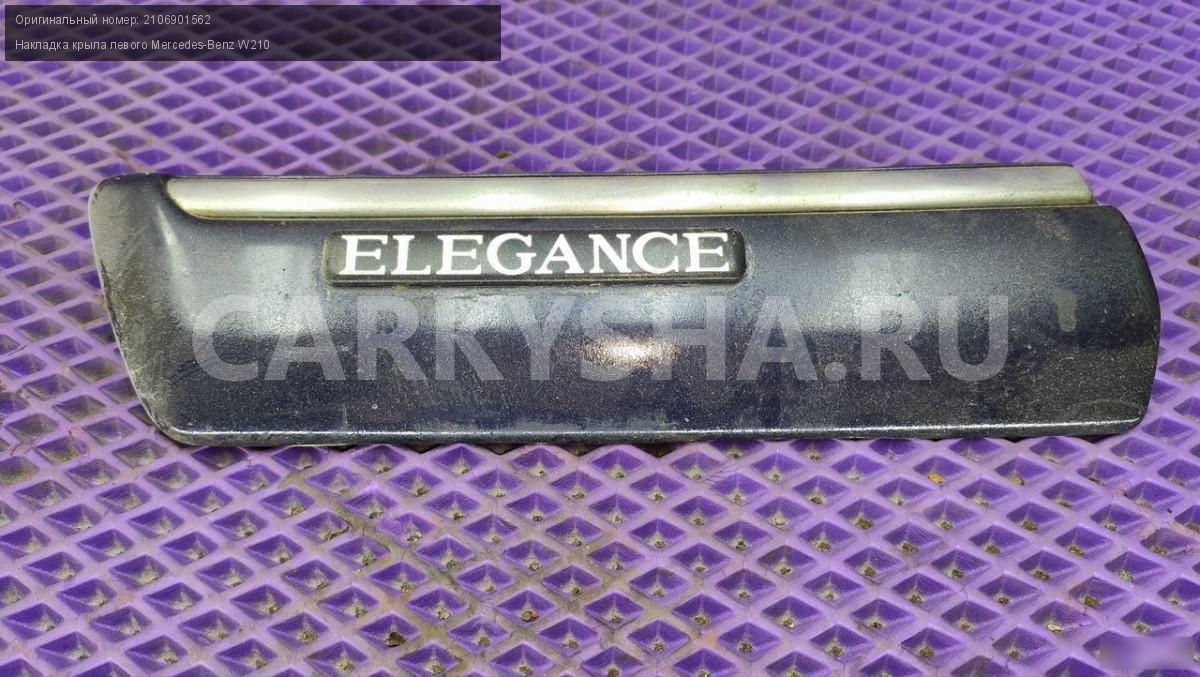 Оригинальный номер: 2106901562
Накладка крыла левого Mercedes-Benz W210
ELEGANCE
CARRYSHA.RU